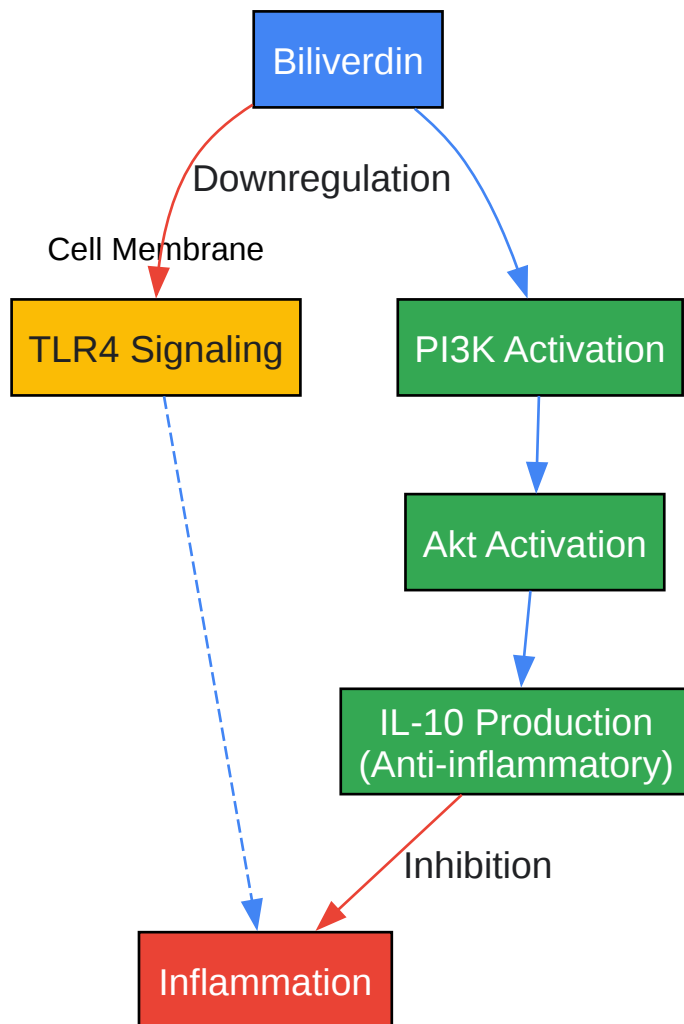 Biliverdin
Downregulation
Cell Membrane
TLR4 Signaling
PI3K Activation
Akt Activation
IL-10 Production
(Anti-inflammatory)
Inhibition
Inflammation